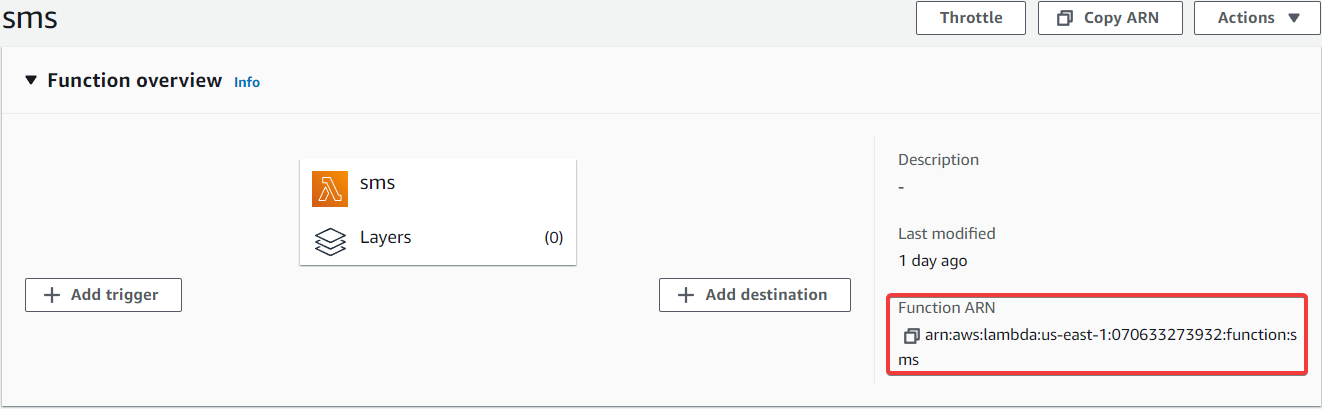 sms
Throttle
Copy ARN
Actions
Function overview Info
sms
Layers (0)
Add trigger
Add destination
Description
-
Last modified
1 day ago
Function ARN
arn:aws:lambda:us-east-1:070633273932:function:s
ms